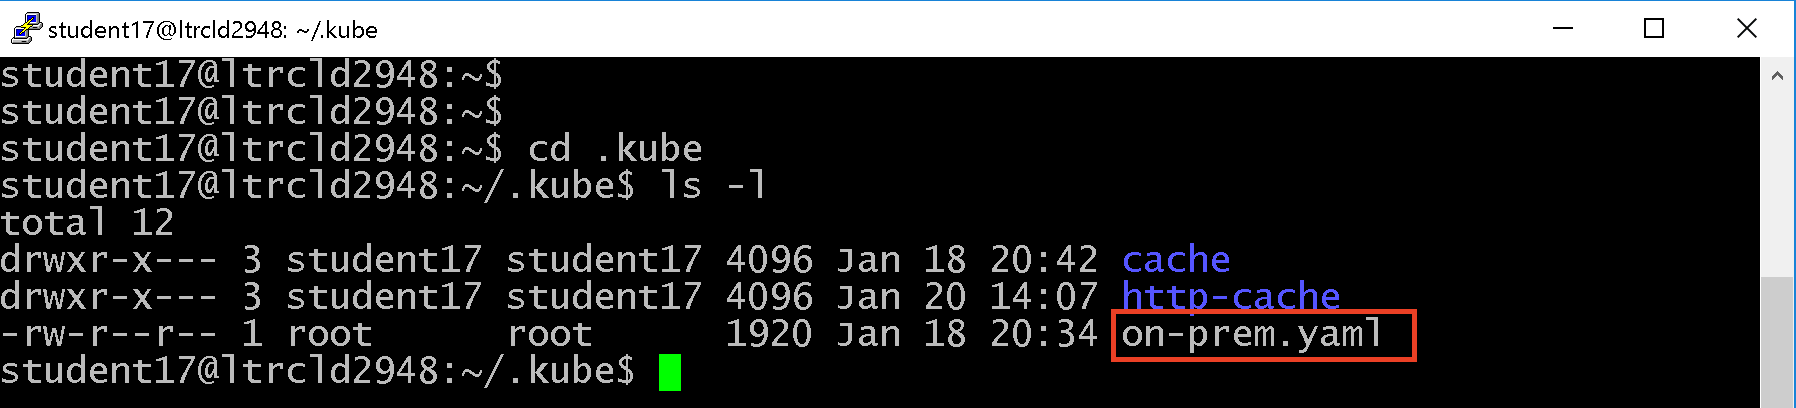 student17@ltrcld2948: ~/.kube
student17@ltrcld2948:~$
student17@ltrcld2948:~$
student17@ltrcld2948:~$ cd .kube
student17@ltrcld2948:~/.kube$ ls -l
total 12
drwxr-x--- 3 student17 student17 4096 Jan 18 20:42 cache
drwxr-x--- 3 student17 student17 4096 Jan 20 14:07 http-cache
-rw-r--r-- 1 root      root      1920 Jan 18 20:34 on-prem.yaml
student17@ltrcld2948:~/.kube$